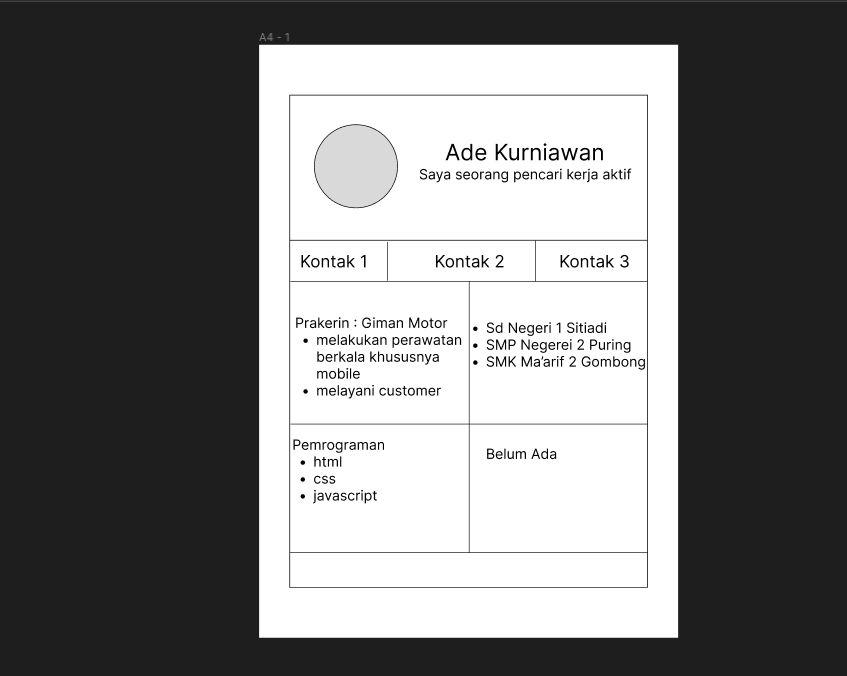 A4 - 1
Ade Kurniawan
Saya seorang pencari kerja aktif
Kontak 1
Kontak 2
Kontak 3
Prakerin : Giman Motor
• melakukan perawatan
berkala khususnya
mobile
• melayani customer
• Sd Negeri 1 Sitiadi
• SMP Negerei 2 Puring
• SMK Ma’arif 2 Gombong
Pemrograman
• html
• css
• javascript
Belum Ada